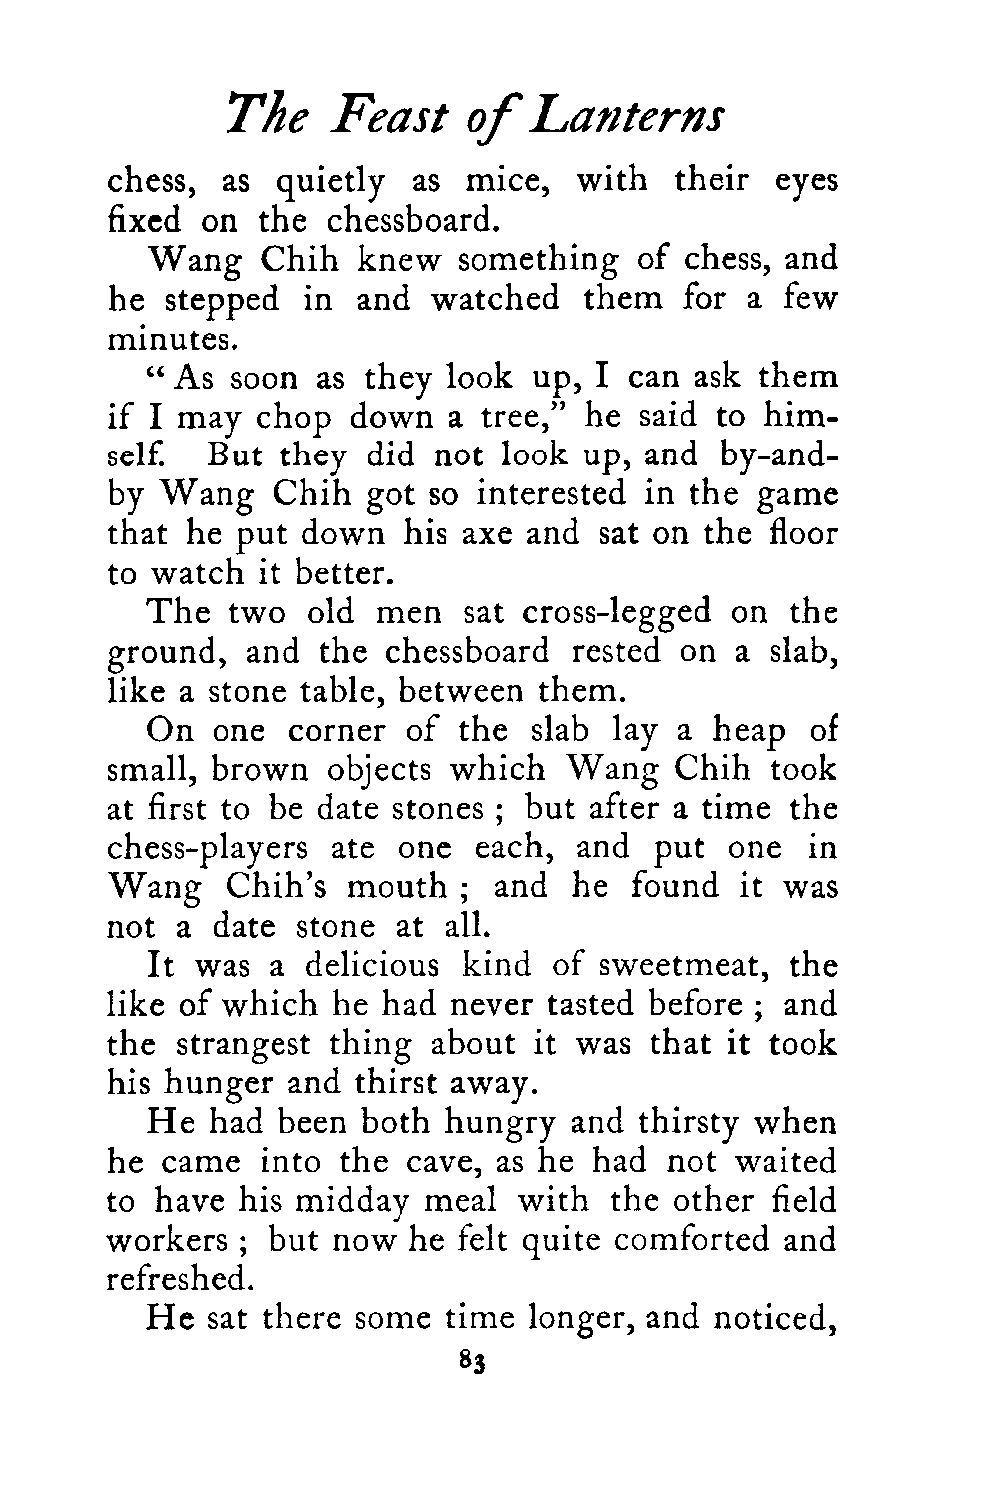 The Feast of Lanterns
chess, as quietly as mice, with their eyes
fixed on the chessboard.
Wang Chih knew something of chess, and
he stepped in and watched them for a few
minutes.
“ As soon as they look up, I can ask them
if I may chop down a tree,” he said to him-
self. But they did not look up, and by-and-
by Wang Chih got so interested in the game
that he put down his axe and sat on the floor
to watch it better.
The two old men sat cross-legged on the
ground, and the chessboard rested on a slab,
like a stone table, between them.
On one corner of the slab lay a heap of
small, brown objects which Wang Chih took
at first to be date stones ; but after a time the
chess-players ate one each, and put one in
Wang Chih’s mouth ; and he found it was
not a date stone at all.
It was a delicious kind of sweetmeat, the
like of which he had never tasted before ; and
the strangest thing about it was that it took
his hunger and thirst away.
He had been both hungry and thirsty when
he came into the cave, as he had not waited
to have his midday meal with the other field
workers ; but now he felt quite comforted and
refreshed.
He sat there some time longer, and noticed,
83